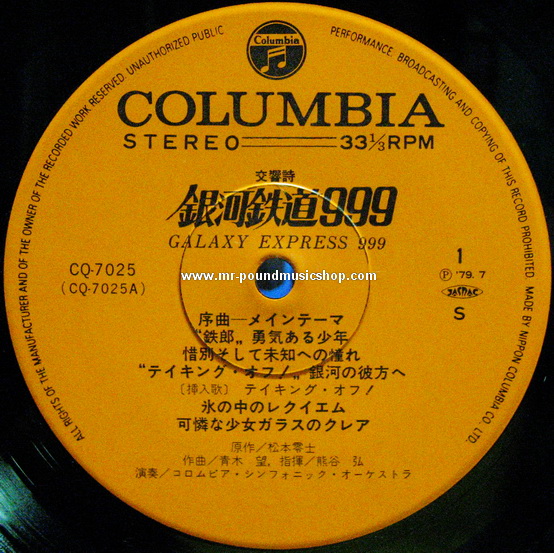 ALL RIGHTS OF THE MANUFACTURER AND OF THE OWNER OF THE RECORDED WORK RESERVED. UNAUTHORIZED PUBLIC PERFORMANCE, BROADCASTING AND COPYING OF THIS RECORD PROHIBITED. MADE BY NIPPON COLUMBIA CO., LTD.
Columbia
COLUMBIA
STEREO 33⅓RPM
交響詩
銀河鉄道999
GALAXY EXPRESS 999
CQ-7025
(CQ-7025A)
1
Ⓟ '79. 7
JASRAC
S
www.mr-poundmusicshop.com
序曲—メインテーマ
"鉄郎"勇気ある少年
惜別そして未知への憧れ
"テイキング・オフ!"銀河の彼方へ
〔挿入歌〕テイキング・オフ!
氷の中のレクイエム
可憐な少女ガラスのクレア
原作/松本零士
作曲/青木 望。指揮/熊谷 弘
演奏/コロムビア・シンフォニック・オーケストラ